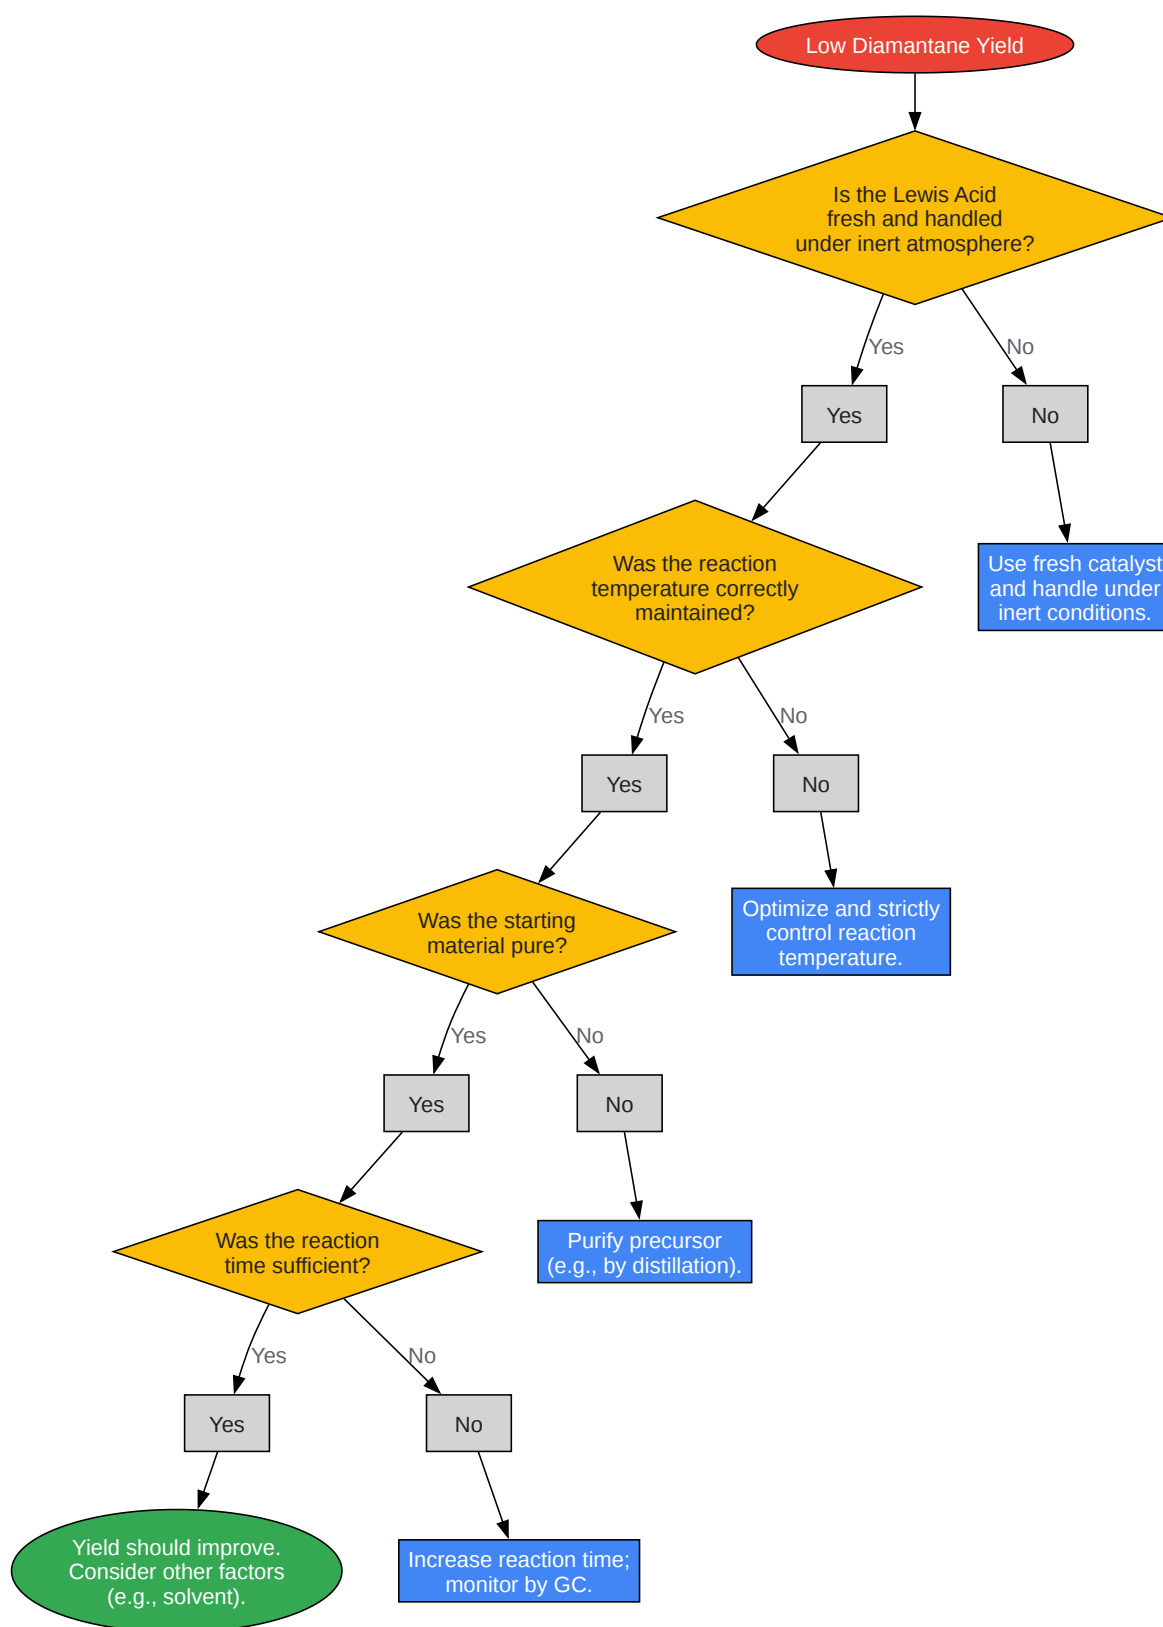 Low Diamantane Yield
Is the Lewis Acid
fresh and handled
under inert atmosphere?
Yes
No
Yes
No
Was the reaction
temperature correctly
maintained?
Use fresh catalyst
and handle under
inert conditions.
Yes
No
Yes
No
Was the starting
material pure?
Optimize and strictly
control reaction
temperature.
Yes
No
Yes
No
Was the reaction
time sufficient?
Purify precursor
(e.g., by distillation).
Yes
No
Yes
No
Yield should improve.
Consider other factors
(e.g., solvent).
Increase reaction time;
monitor by GC.